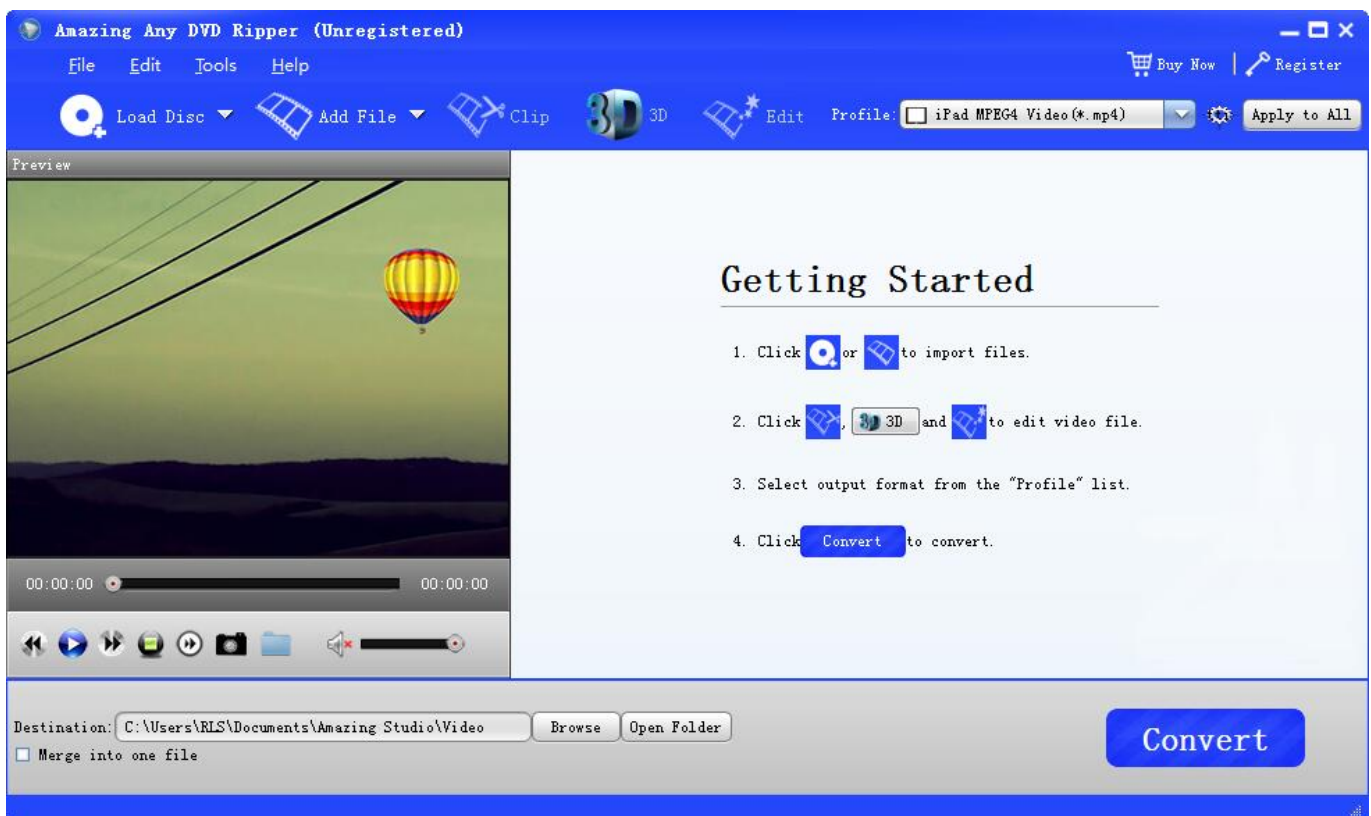 Amazing Any DVD Ripper (Unregistered)
File Edit Tools Help
Buy Now | Register
Load Disc Add File Clip 3D 3D Edit Profile: iPad MPEG4 Video(*.mp4) Apply to All
Preview
Getting Started
1. Click or to import files.
2. Click , 3D 3D and to edit video file.
3. Select output format from the "Profile" list.
4. Click Convert to convert.
00:00:00 00:00:00
Destination: C:\Users\RLS\Documents\Amazing Studio\Video Browse Open Folder
Merge into one file
Convert